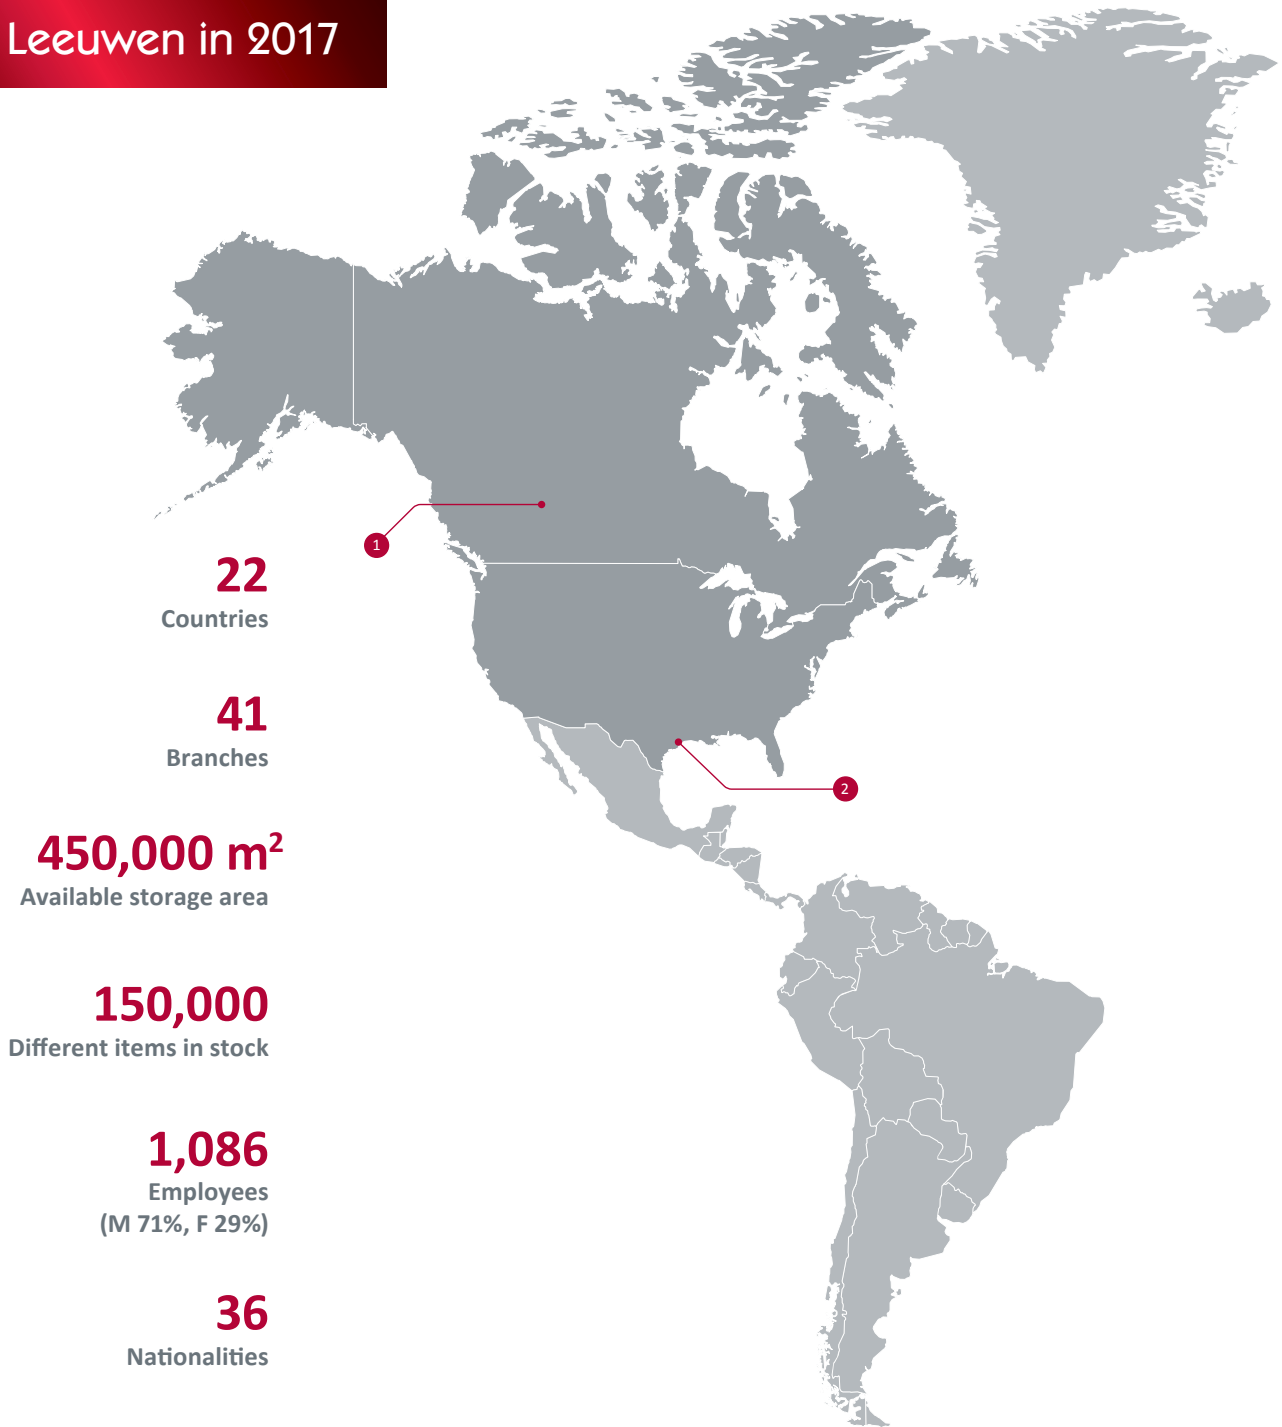 Leeuwen in 2017
1
22
Countries
41
Branches
2
450,000 m²
Available storage area
150,000
Different items in stock
1,086
Employees
(M 71%, F 29%)
36
Nationalities